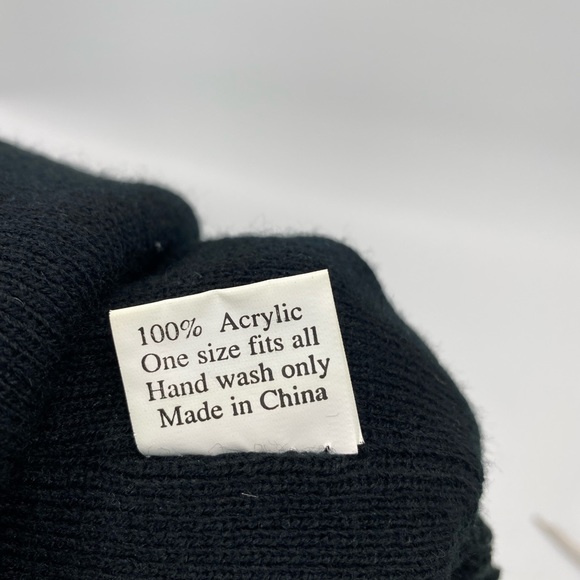 100% Acrylic
One size fits all
Hand wash only
Made in China